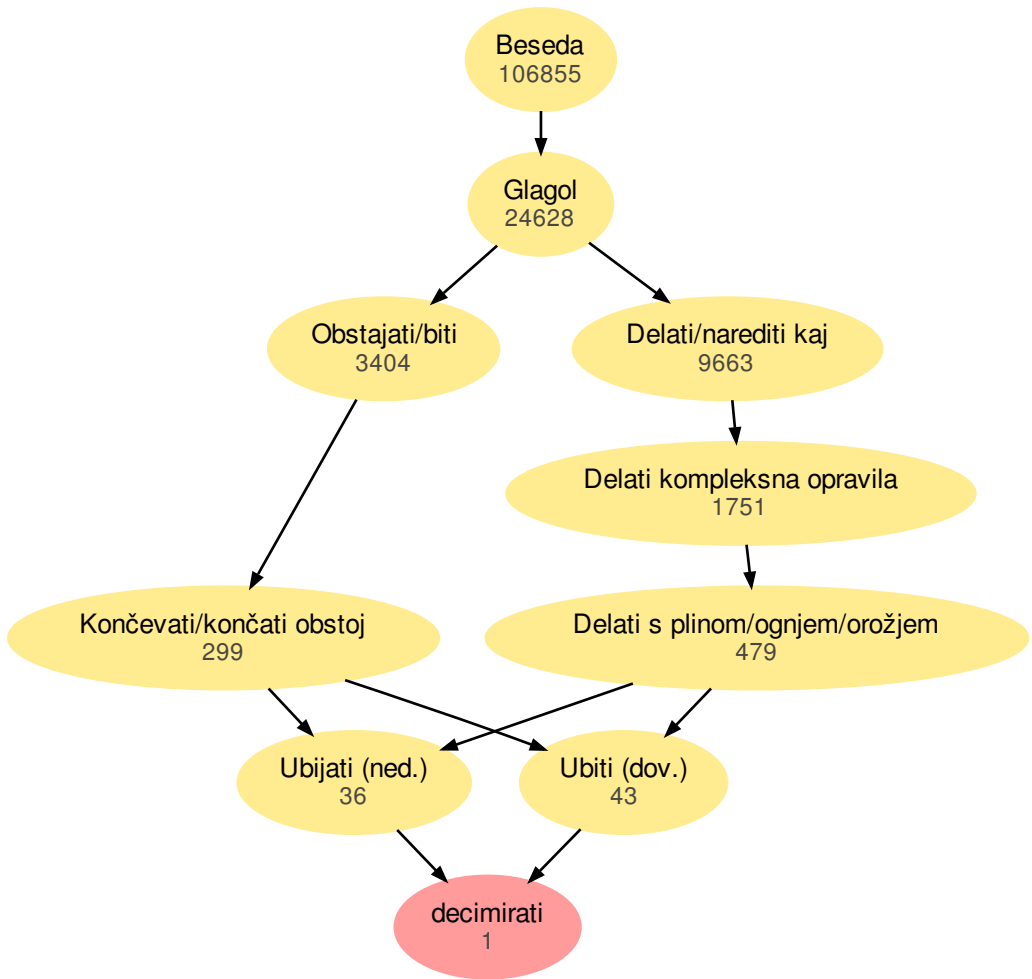 Beseda
106855
Glagol
24628
Obstajati/biti
3404
Delati/narediti kaj
9663
Delati kompleksna opravila
1751
Končevati/končati obstoj
299
Delati s plinom/ognjem/orožjem
479
Ubijati (ned.)
36
Ubiti (dov.)
43
decimirati
1